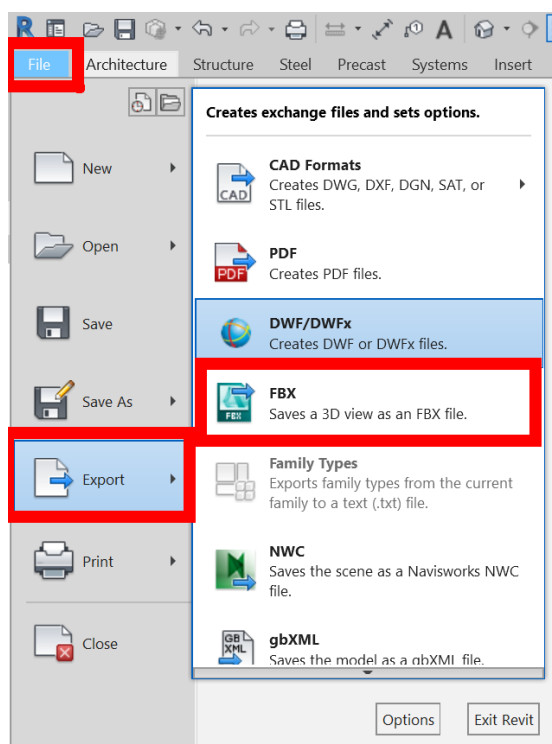 R
A
File Architecture Structure Steel Precast Systems Insert
Creates exchange files and sets options.
New
Open
Save
Save As
Export
Print
Close
CAD
CAD Formats
Creates DWG, DXF, DGN, SAT, or
STL files.
PDF
PDF
Creates PDF files.
DWF/DWFx
Creates DWF or DWFx files.
FBX
FBX
Saves a 3D view as an FBX file.
Family Types
Exports family types from the current
family to a text (.txt) file.
NWC
Saves the scene as a Navisworks NWC
file.
GB
XML
gbXML
Saves the model as a gbXML file.
Options Exit Revit